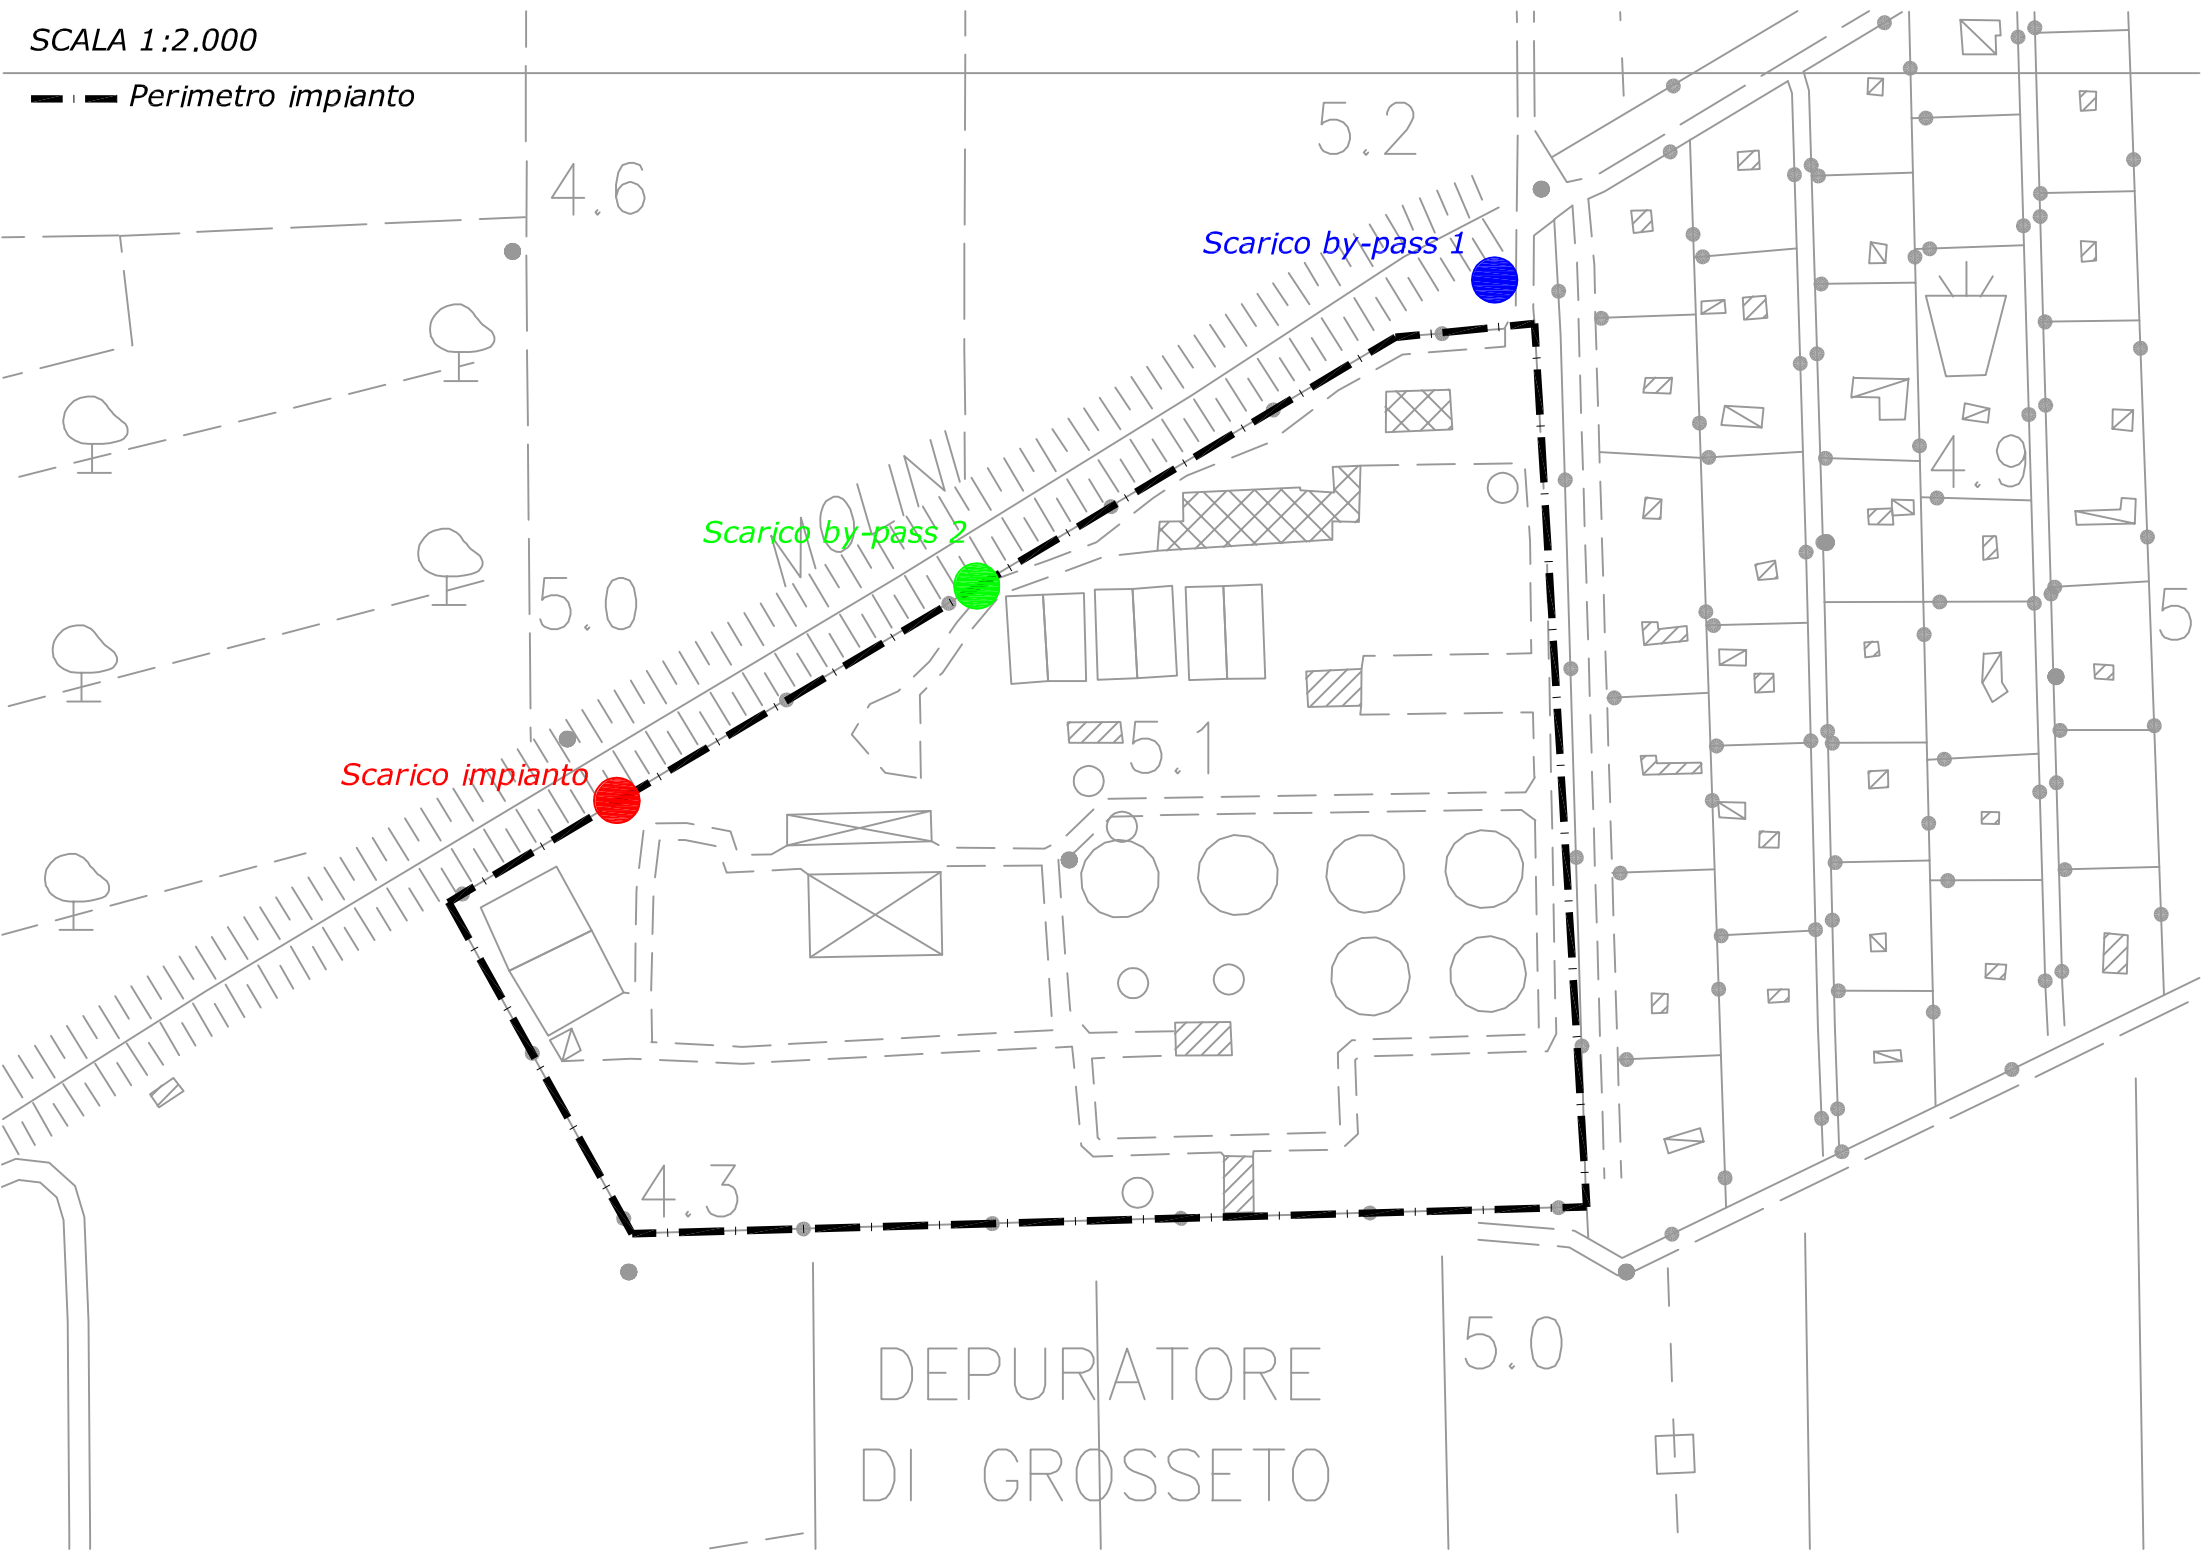 SCALA 1:2.000
Perimetro impianto
5.2
4.6
Scarico by-pass 1
4.9
MOLIN
Scarico by-pass 2
5.0
5
5.1
Scarico impianto
4.3
5.0
DEPURATORE
DI GROSSETO